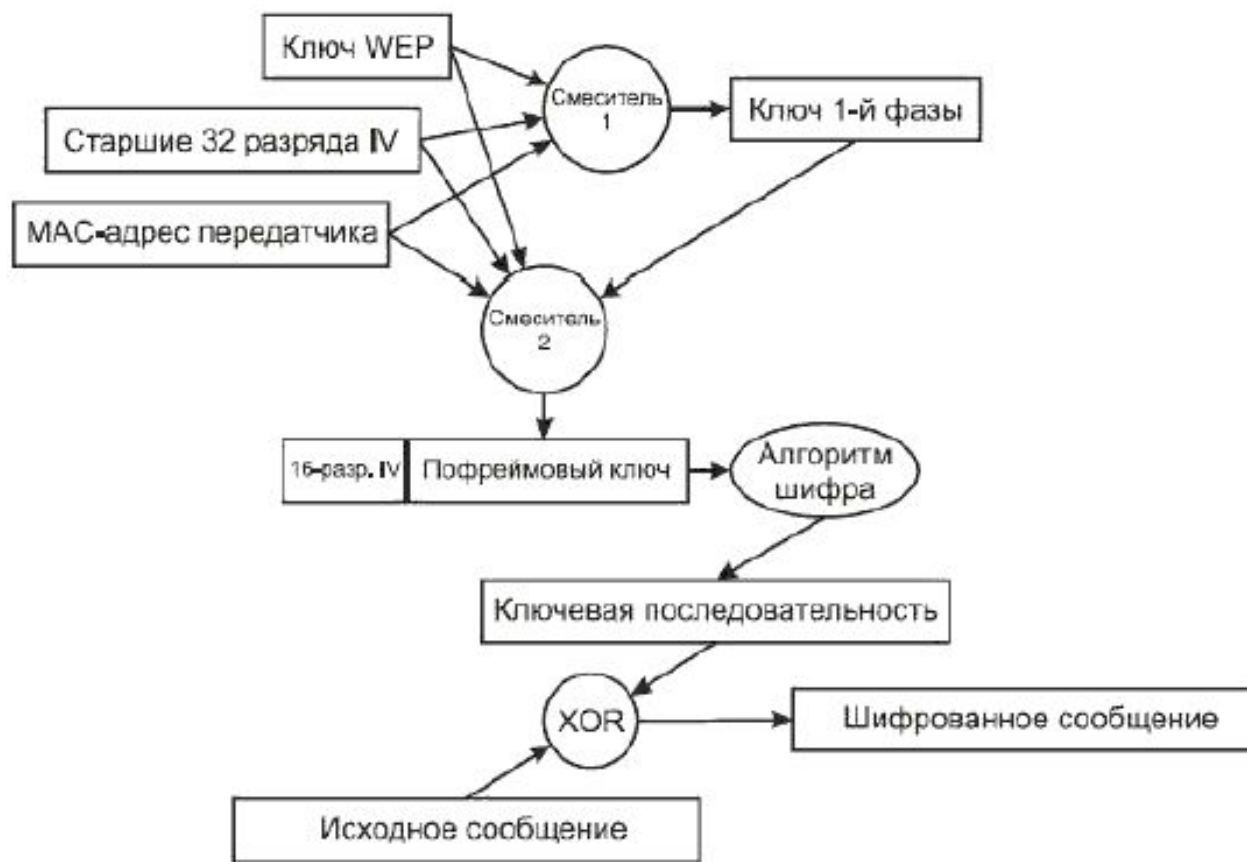 Ключ WEP
Смеситель
1
Ключ 1-й фазы
Старшие 32 разряда IV
MAC-адрес передатчика
Смеситель
2
16-разр. IV
Пофреймовый ключ
Алгоритм
шифра
Ключевая последовательность
XOR
Шифрованное сообщение
Исходное сообщение